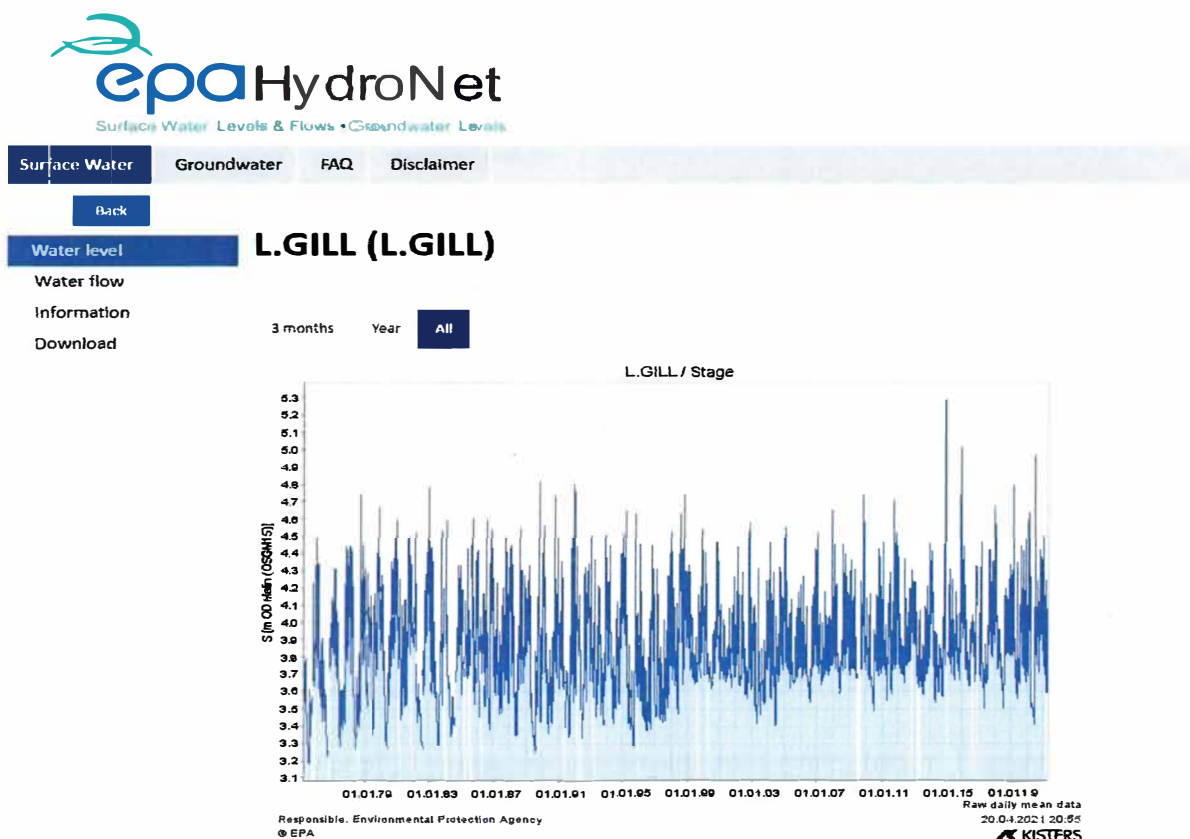 epa HydroNet
Surface Water Levels & Flows • Groundwater Levels
Surface Water Groundwater FAQ Disclaimer
Back
Water level
Water flow
Information
Download
L.GILL (L.GILL)
3 months Year All
L.GILL / Stage
S [m OD Malin (OSGM15)]
5.3
5.2
5.1
5.0
4.9
4.8
4.7
4.6
4.5
4.4
4.3
4.2
4.1
4.0
3.9
3.8
3.7
3.6
3.5
3.4
3.3
3.2
3.1
01.01.79 01.01.83 01.01.87 01.01.91 01.01.95 01.01.99 01.01.03 01.01.07 01.01.11 01.01.15 01.01.19
Raw daily mean data
Responsible. Environmental Protection Agency
20.04.2021 20:55
© EPA
KISTERS